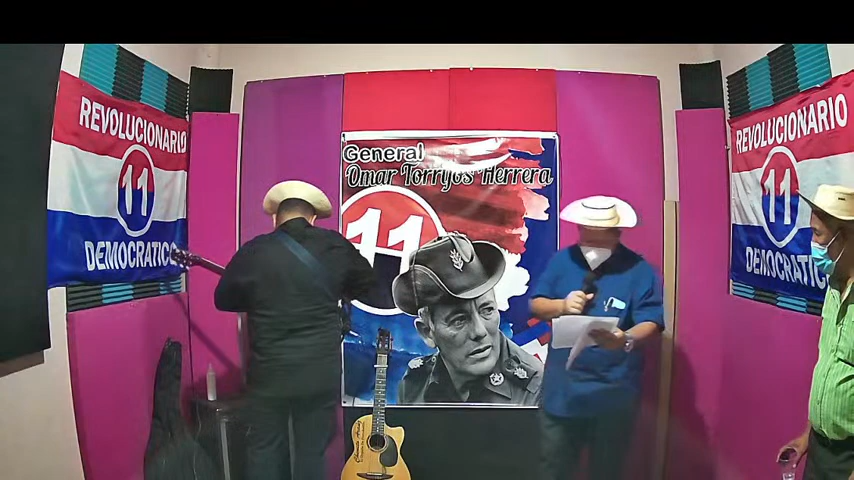 REVOLUCIONARIO
11
DEMOCRATICO
General
Omar Torrijos Herrera
11
REVOLUCIONARIO
11
DEMOCRATIC